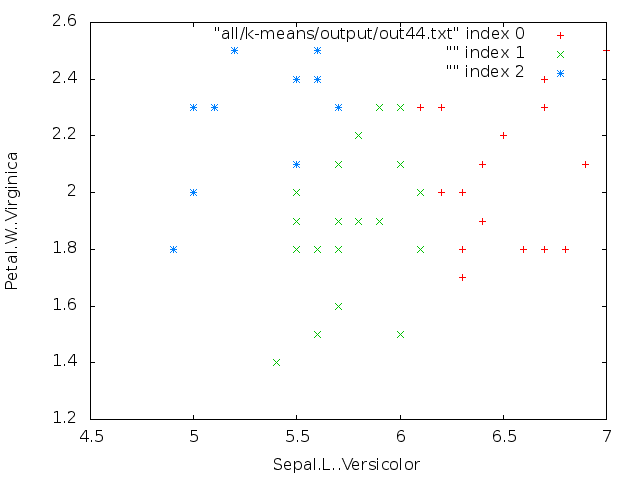 2.6
"all/k-means/output/out44.txt" index 0
"" index 1
"" index 2
2.4
2.2
2
1.8
1.6
1.4
1.2
Petal.W..Virginica
4.5 5 5.5 6 6.5 7
Sepal.L..Versicolor